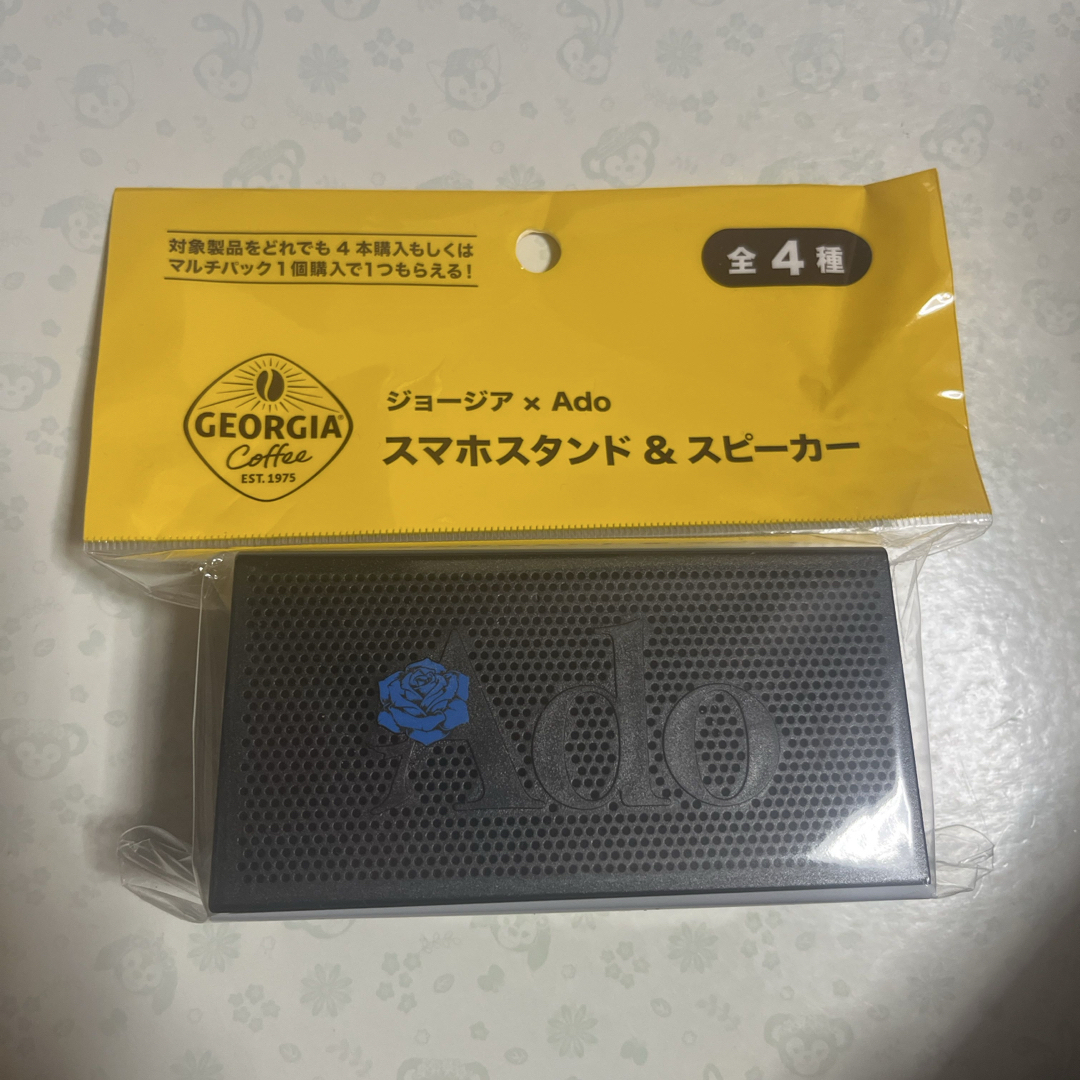 対象製品をどれでも4本購入もしくは
マルチパック1個購入で1つもらえる!
全4種
GEORGIA®
Coffee
EST. 1975
ジョージア × Ado
スマホスタンド & スピーカー
Ado